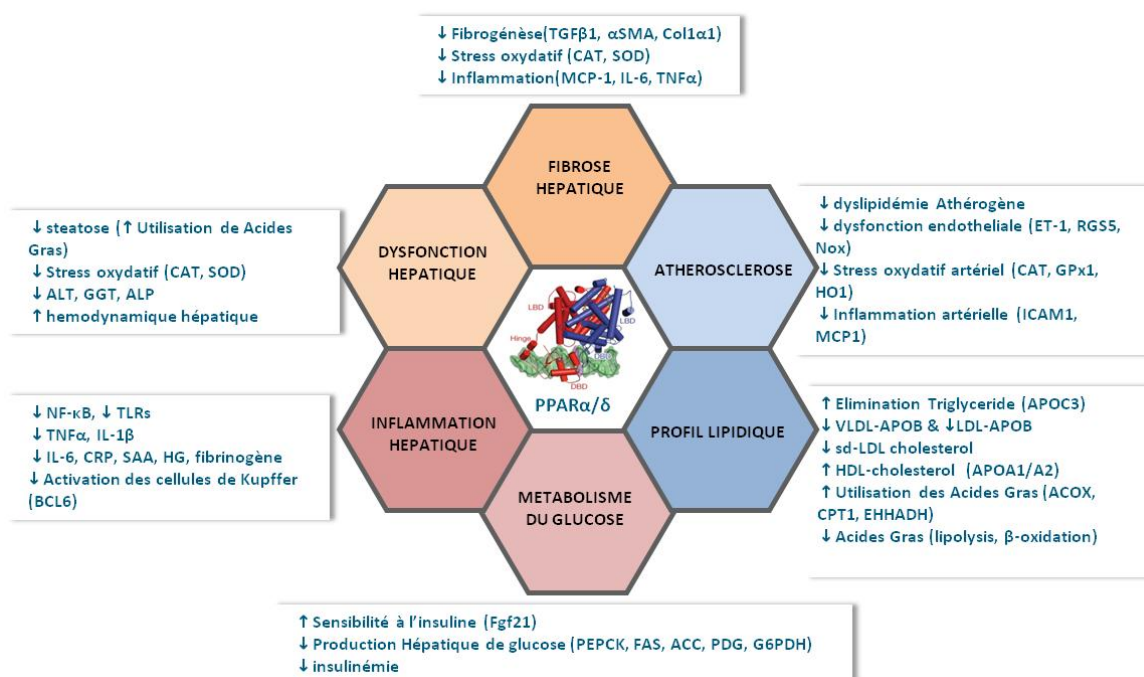 ↓ Fibrogénèse(TGFβ1, αSMA, Col1α1)
↓ Stress oxydatif (CAT, SOD)
↓ Inflammation(MCP-1, IL-6, TNFα)
FIBROSE
HEPATIQUE
↓ steatose (↑ Utilisation de Acides
Gras)
↓ Stress oxydatif (CAT, SOD)
↓ ALT, GGT, ALP
↑ hemodynamique hépatique
DYSFONCTION
HEPATIQUE
ATHEROSCLEROSE
↓ dyslipidémie Athérogène
↓ dysfonction endotheliale (ET-1, RGS5,
Nox)
↓ Stress oxydatif artériel (CAT, GPx1,
HO1)
↓ Inflammation artérielle (ICAM1,
MCP1)
LBD
LBD
Hinge
DBD
DBD
PPARα/δ
↓ NF-κB, ↓ TLRs
↓ TNFα, IL-1β
↓ IL-6, CRP, SAA, HG, fibrinogène
↓ Activation des cellules de Kupffer
(BCL6)
INFLAMMATION
HEPATIQUE
PROFIL LIPIDIQUE
↑ Elimination Triglyceride (APOC3)
↓ VLDL-APOB & ↓LDL-APOB
↓ sd-LDL cholesterol
↑ HDL-cholesterol (APOA1/A2)
↑ Utilisation des Acides Gras (ACOX,
CPT1, EHHADH)
↓ Acides Gras (lipolysis, β-oxidation)
METABOLISME
DU GLUCOSE
↑ Sensibilité à l'insuline (Fgf21)
↓ Production Hépatique de glucose (PEPCK, FAS, ACC, PDG, G6PDH)
↓ insulinémie